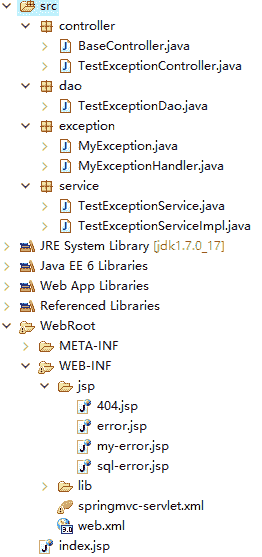 src
controller
BaseController.java
TestExceptionController.java
dao
TestExceptionDao.java
exception
MyException.java
MyExceptionHandler.java
service
TestExceptionService.java
TestExceptionServiceImpl.java
JRE System Library [jdk1.7.0_17]
Java EE 6 Libraries
Web App Libraries
Referenced Libraries
WebRoot
META-INF
WEB-INF
jsp
404.jsp
error.jsp
my-error.jsp
sql-error.jsp
lib
springmvc-servlet.xml
web.xml
index.jsp